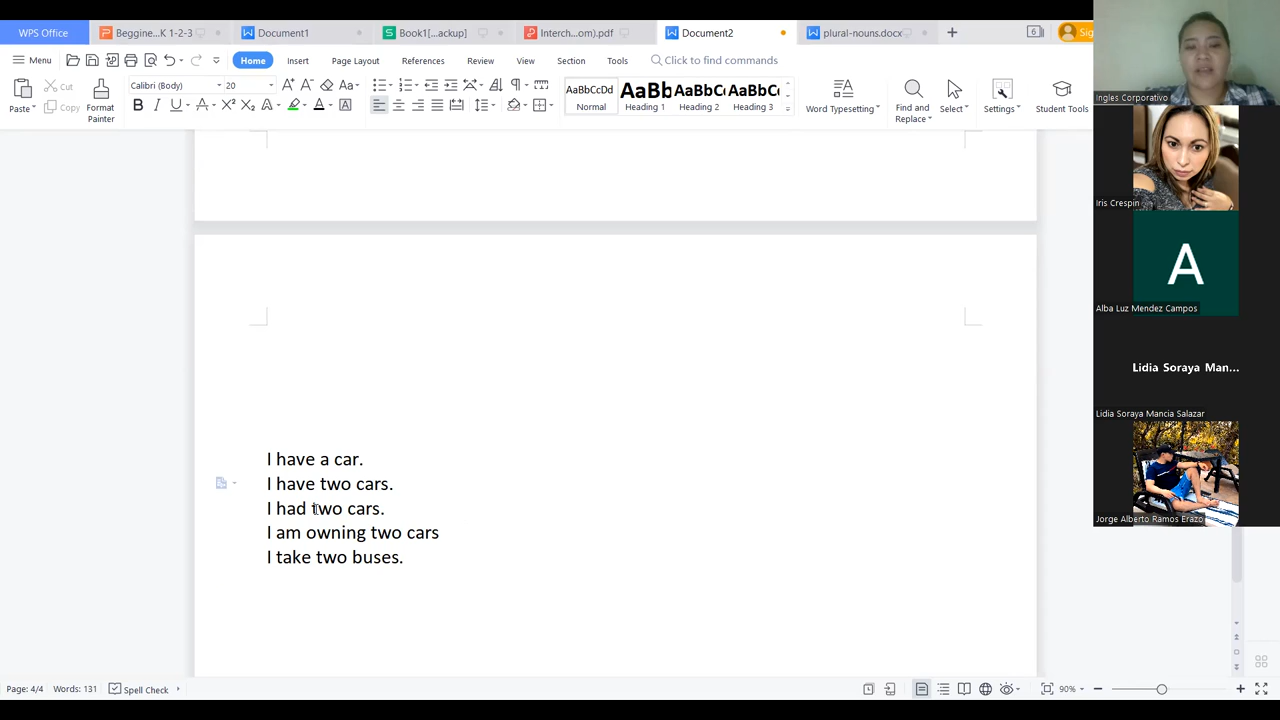 WPS Office
Beggine...K 1-2-3
Document1
Book1[...ackup]
Interch...om).pdf
Document2
plural-nouns.docx
6
Sig
Menu
Home
Insert
Page Layout
References
Review
View
Section
Tools
Click to find commands
Paste
Cut
Copy
Format Painter
Calibri (Body)
20
AaBbCcDd
Normal
AaBb
Heading 1
AaBbC
Heading 2
AaBbC
Heading 3
Word Typesetting
Find and Replace
Select
Settings
Student Tools
I have a car.
I have two cars.
I had two cars.
I am owning two cars
I take two buses.
Ingles Corporativo
Iris Crespin
A
Alba Luz Mendez Campos
Lidia Soraya Man...
Lidia Soraya Mancia Salazar
Jorge Alberto Ramos Erazo
Page: 4/4
Words: 131
Spell Check
90%